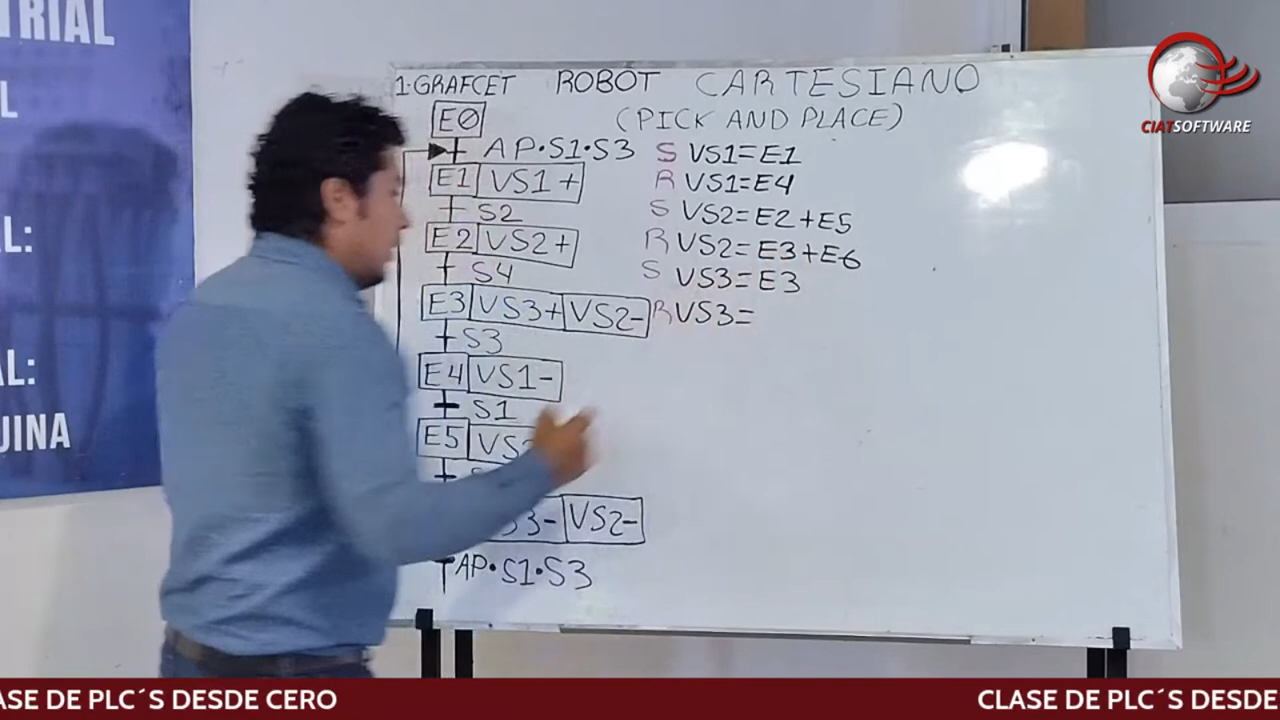 TRIAL
L
AL:
AL:
UINA
1.GRAFCET ROBOT CARTESIANO
(PICK AND PLACE)
E0
AP·S1·S3
E1 VS1+
S2
E2 VS2+
S4
E3 VS3+ VS2-
S3
E4 VS1-
S1
E5
VS2-
AP·S1·S3
S VS1=E1
R VS1=E4
S VS2=E2+E5
R VS2=E3+E6
S VS3=E3
R VS3=
CIATSOFTWARE
ASE DE PLC´S DESDE CERO
CLASE DE PLC´S DESDE